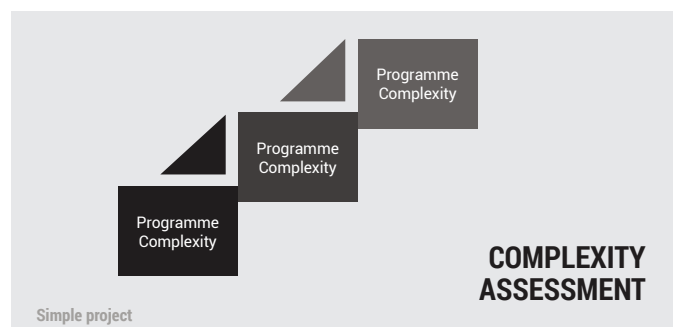 Programme
Complexity
Programme
Complexity
Programme
Complexity
COMPLEXITY
ASSESSMENT
Simple project